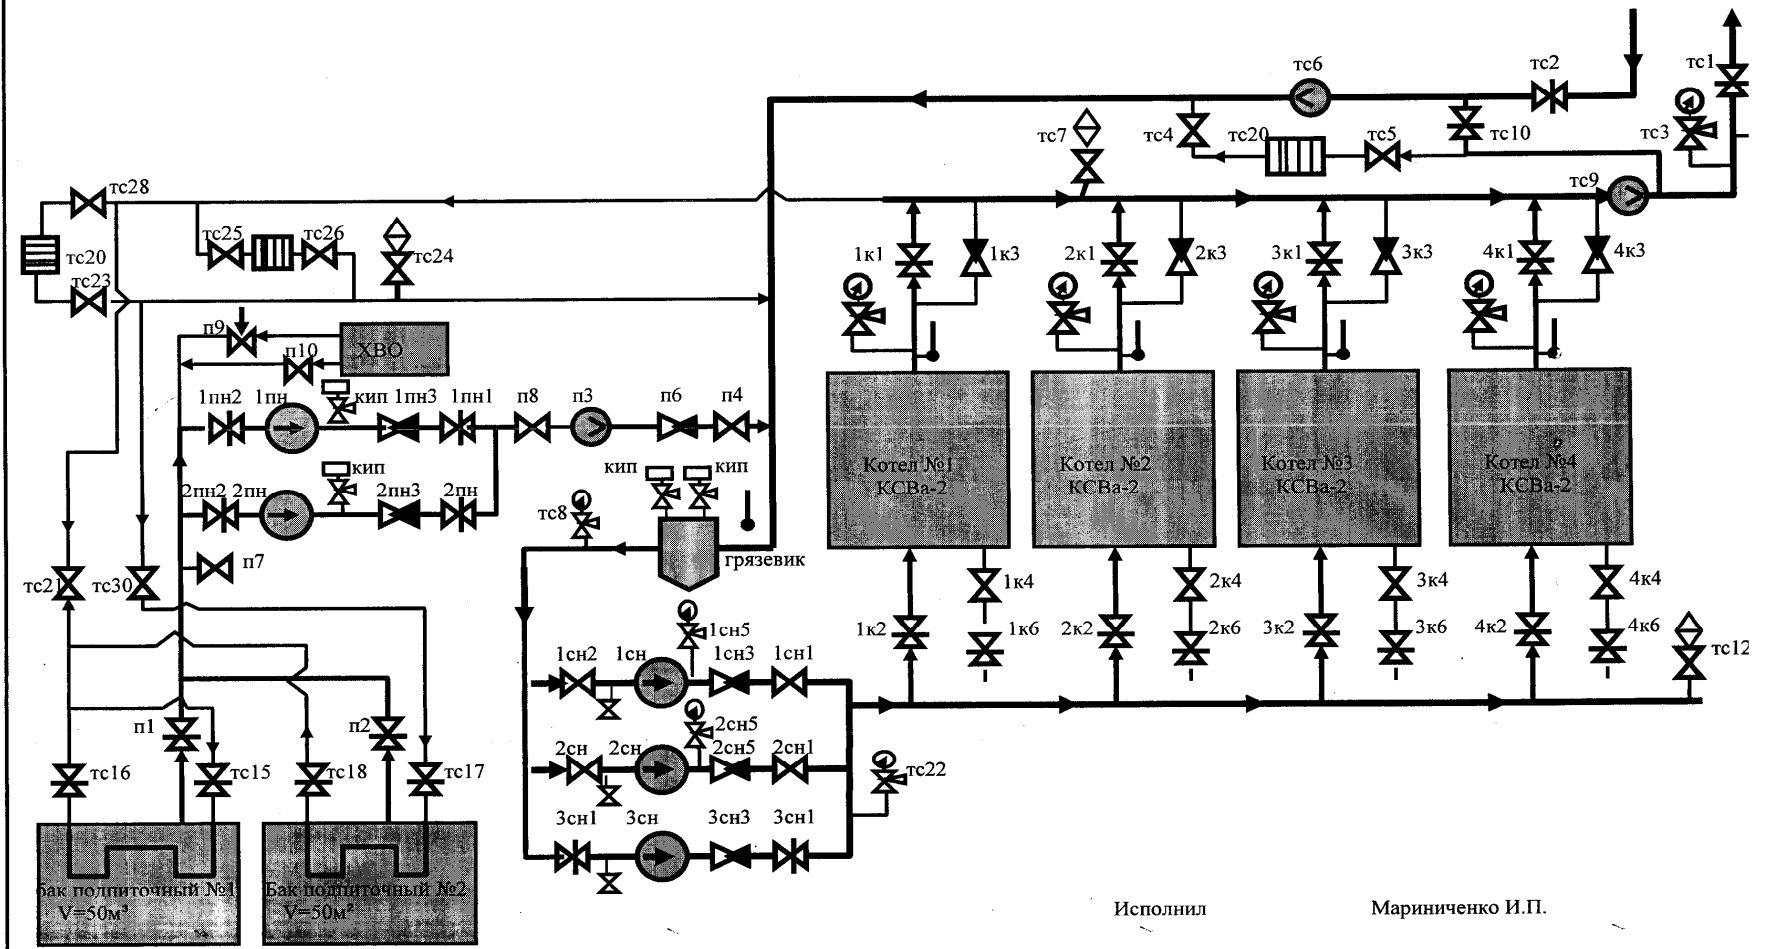 тс6
тс2
тс1
тс7
тс4
тс20
тс5
тс10
тс3
тс28
тс9
тс25
тс26
тс24
тс20
тс23
1к1
1к3
2к1
2к3
3к1
3к3
4к1
4к3
п9
п10
ХВО
1пн2
1пн
кип
1пн3
1пн1
п8
п3
п6
п4
2пн2
2пн
кип
2пн3
2пн
кип
кип
Котел №1
КСВа-2
Котел №2
КСВа-2
Котел №3
КСВа-2
Котел №4
КСВа-2
тс8
п7
грязевик
тс21
тс30
1к4
2к4
3к4
4к4
1к2
1к6
2к2
2к6
3к2
3к6
4к2
4к6
тс12
1сн5
1сн2
1сн
1сн3
1сн1
п1
п2
2сн5
2сн
2сн
2сн5
2сн1
тс16
тс15
тс18
тс17
тс22
3сн1
3сн
3сн3
3сн1
бак подпиточный №1
V=50м³
Бак подпиточный №2
V=50м²
Исполнил Мариниченко И.П.